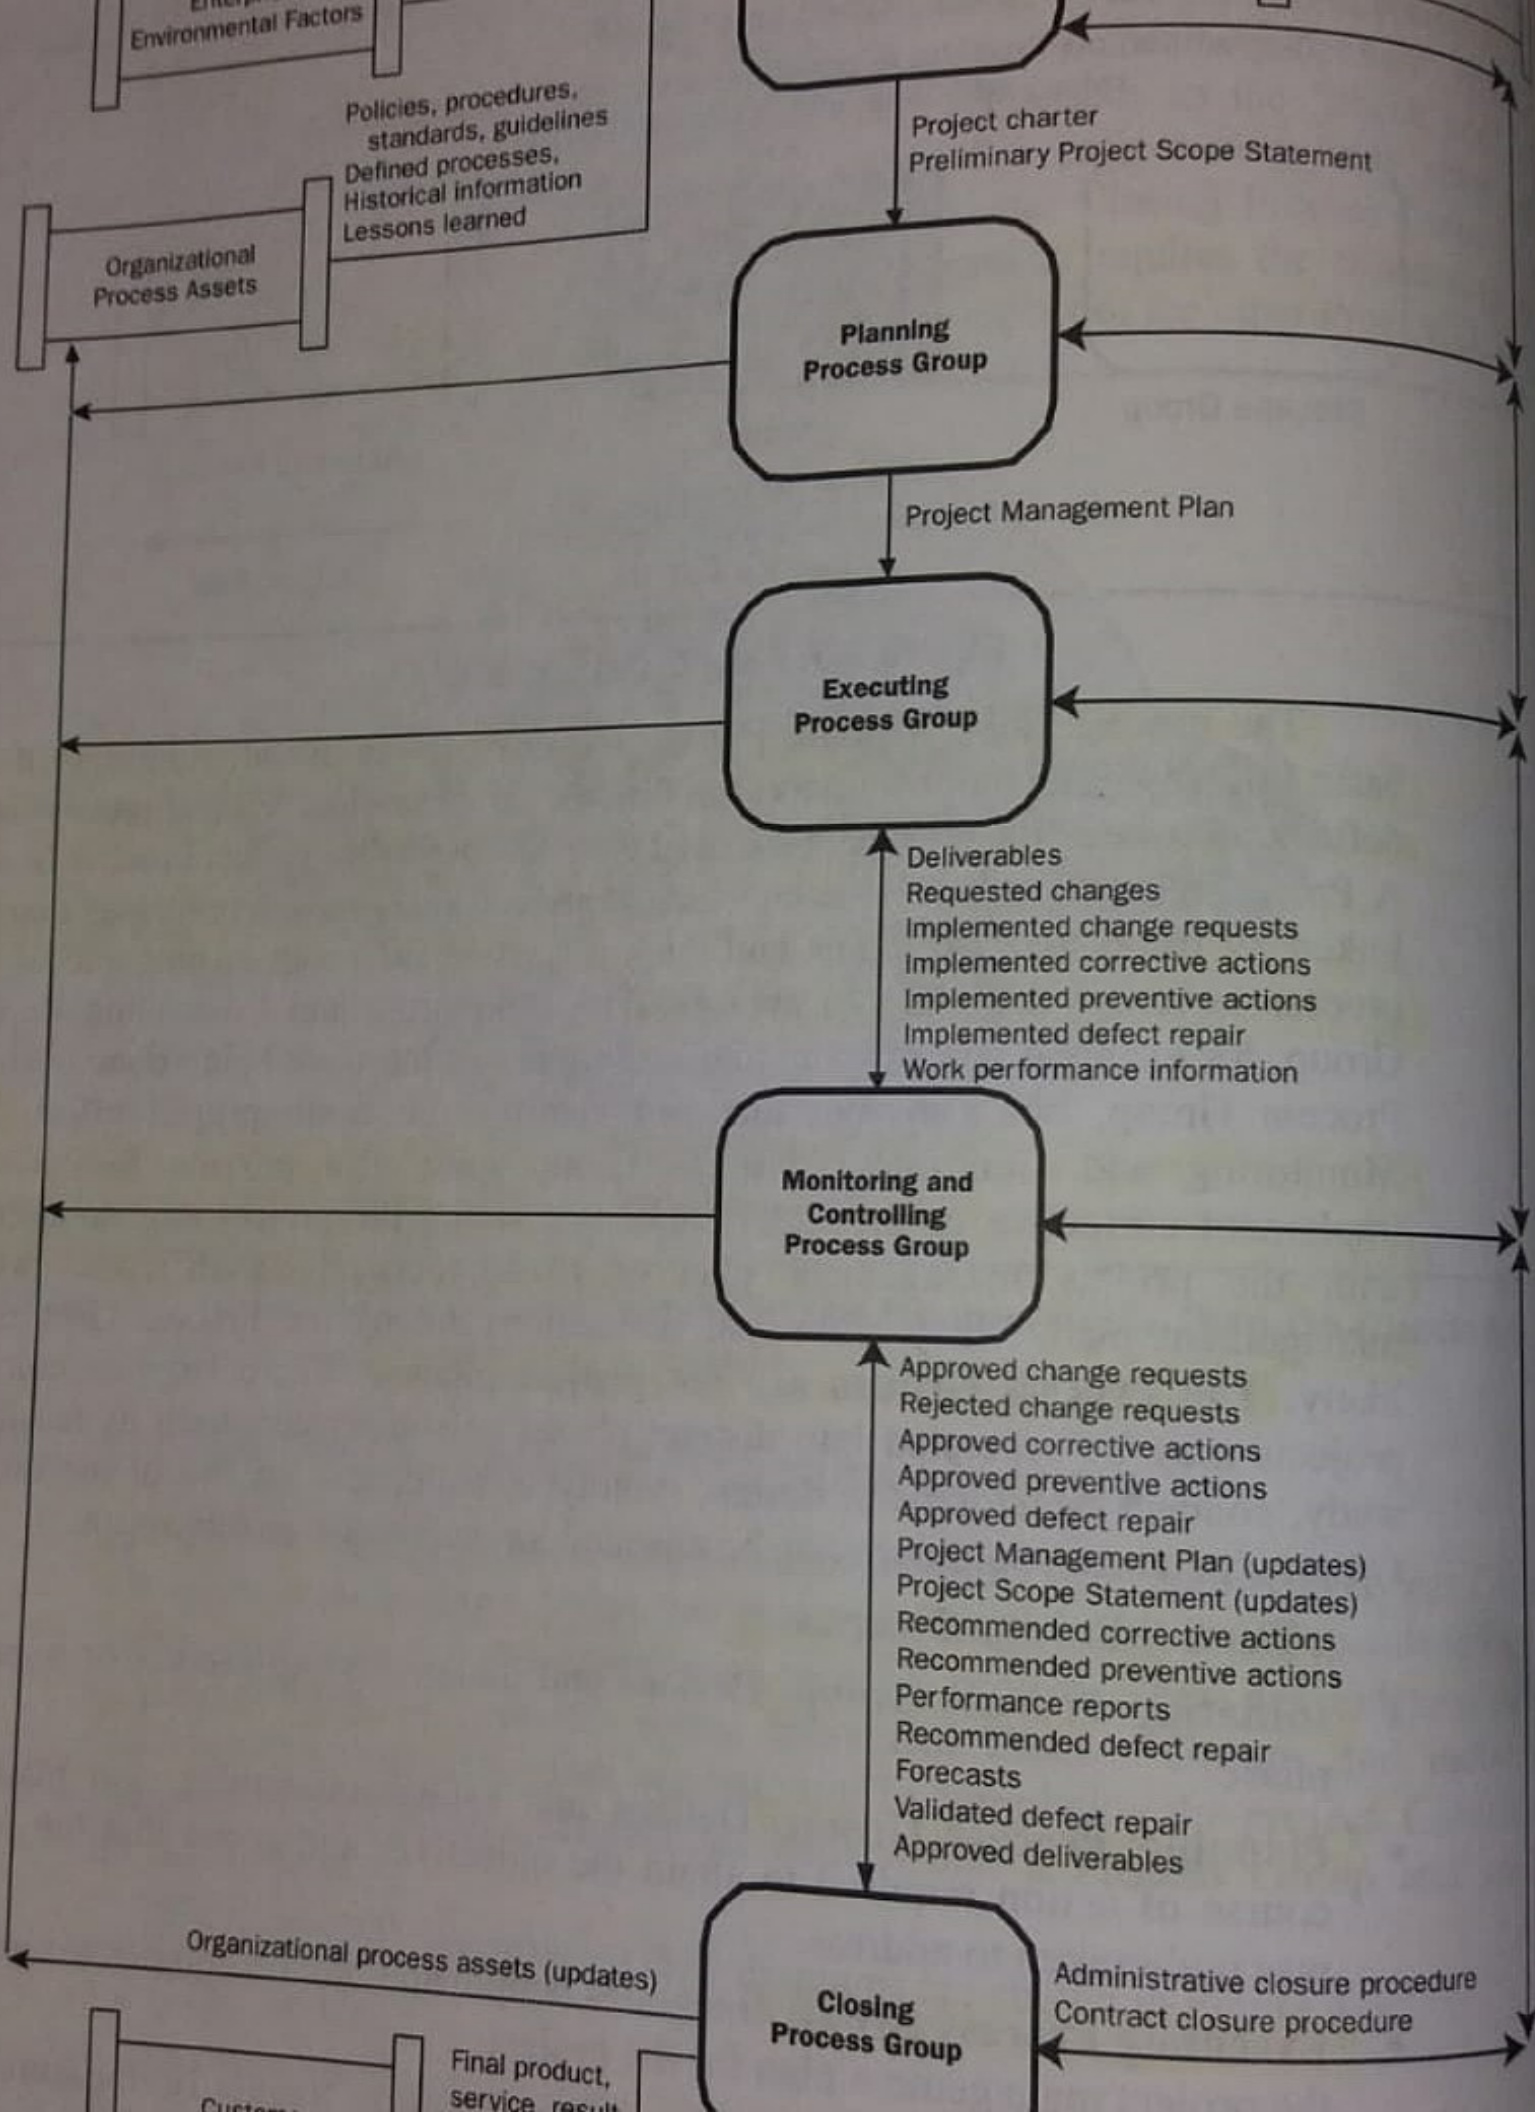 Environmental Factors
Policies, procedures,
standards, guidelines
Defined processes,
Historical information
Lessons learned
Organizational
Process Assets
Project charter
Preliminary Project Scope Statement
Planning
Process Group
Project Management Plan
Executing
Process Group
Deliverables
Requested changes
Implemented change requests
Implemented corrective actions
Implemented preventive actions
Implemented defect repair
Work performance information
Monitoring and
Controlling
Process Group
Approved change requests
Rejected change requests
Approved corrective actions
Approved preventive actions
Approved defect repair
Project Management Plan (updates)
Project Scope Statement (updates)
Recommended corrective actions
Recommended preventive actions
Performance reports
Recommended defect repair
Forecasts
Validated defect repair
Approved deliverables
Organizational process assets (updates)
Closing
Process Group
Administrative closure procedure
Contract closure procedure
Final product,
service, result